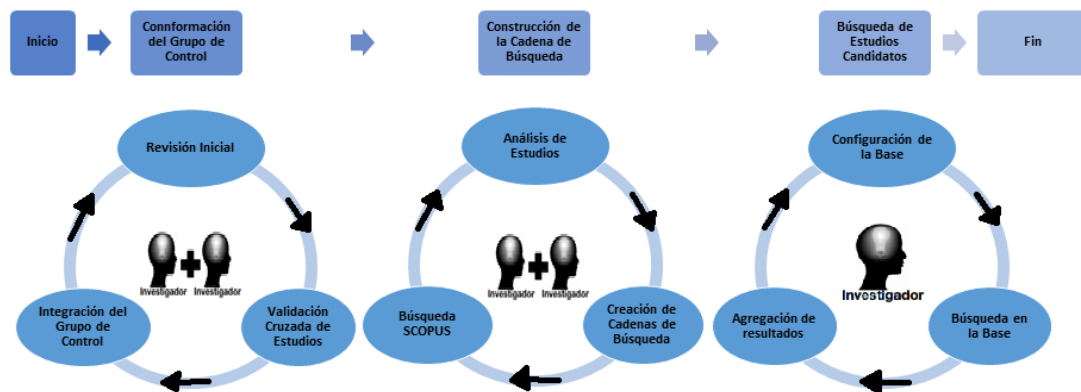 Inicio
Connformación
del Grupo de
Control
Construcción de
la Cadena de
Búsqueda
Búsqueda de
Estudios
Candidatos
Fin
Revisión Inicial
Validación
Cruzada de
Estudios
Integración del
Grupo de
Control
Investigador
Investigador
Análisis de
Estudios
Creación de
Cadenas de
Búsqueda
Búsqueda
SCOPUS
Investigador
Investigador
Configuración de
la Base
Búsqueda en
la Base
Agregación de
resultados
Investigador